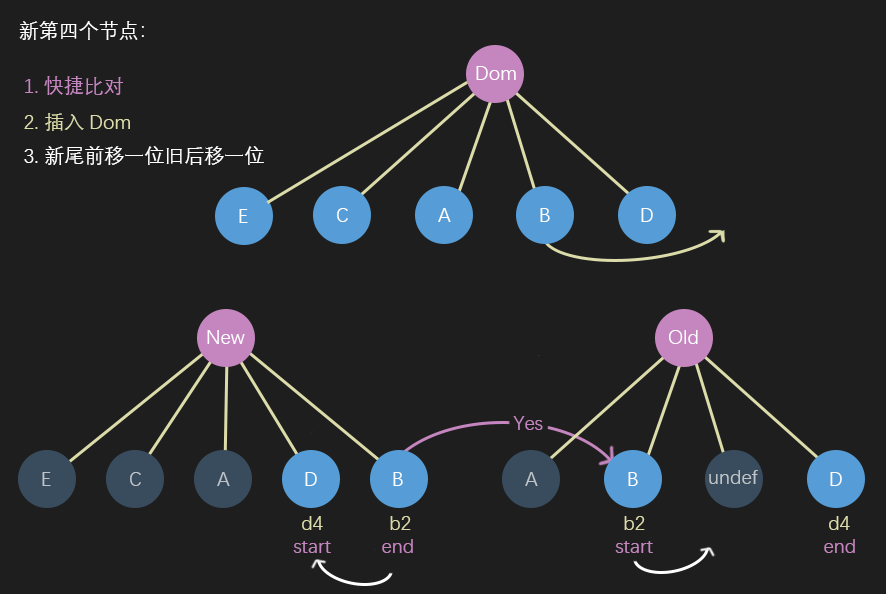 新第四个节点：
1. 快捷比对
2. 插入 Dom
3. 新尾前移一位旧后移一位
Dom
E C A B D
New
Old
Yes
E C A D B
A B undef D
d4 b2
start end
b2 d4
start end